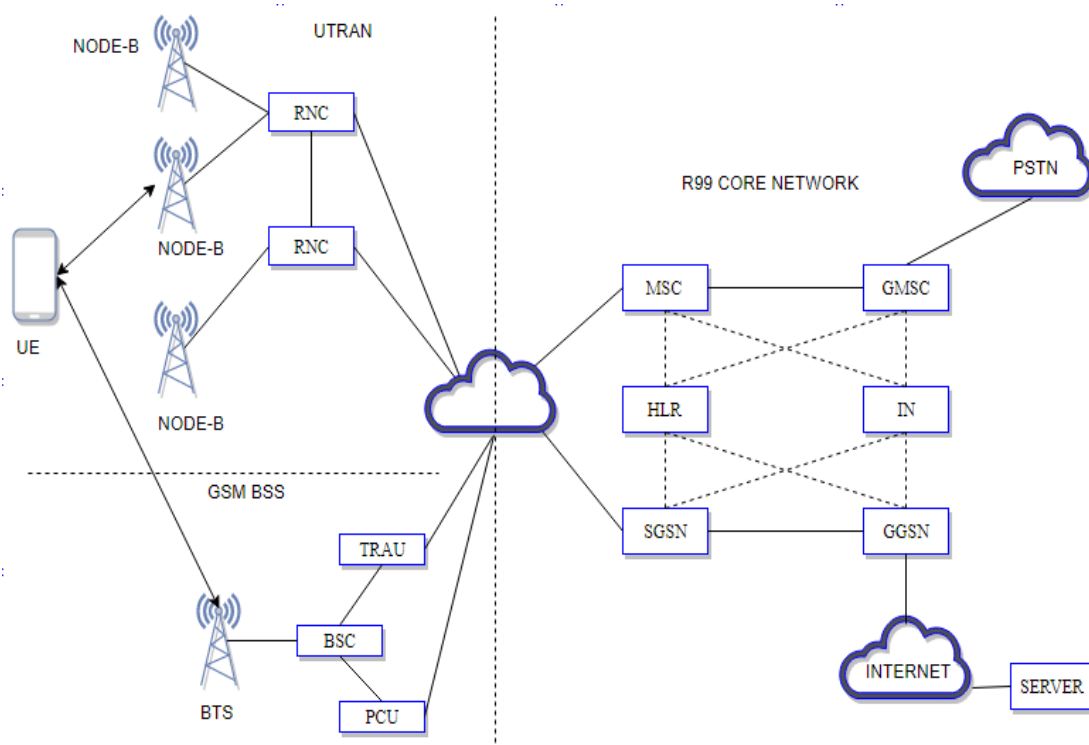 NODE-B
UTRAN
RNC
R99 CORE NETWORK
PSTN
NODE-B
RNC
MSC
GMSC
UE
NODE-B
HLR
IN
GSM BSS
TRAU
SGSN
GGSN
BSC
INTERNET
SERVER
BTS
PCU